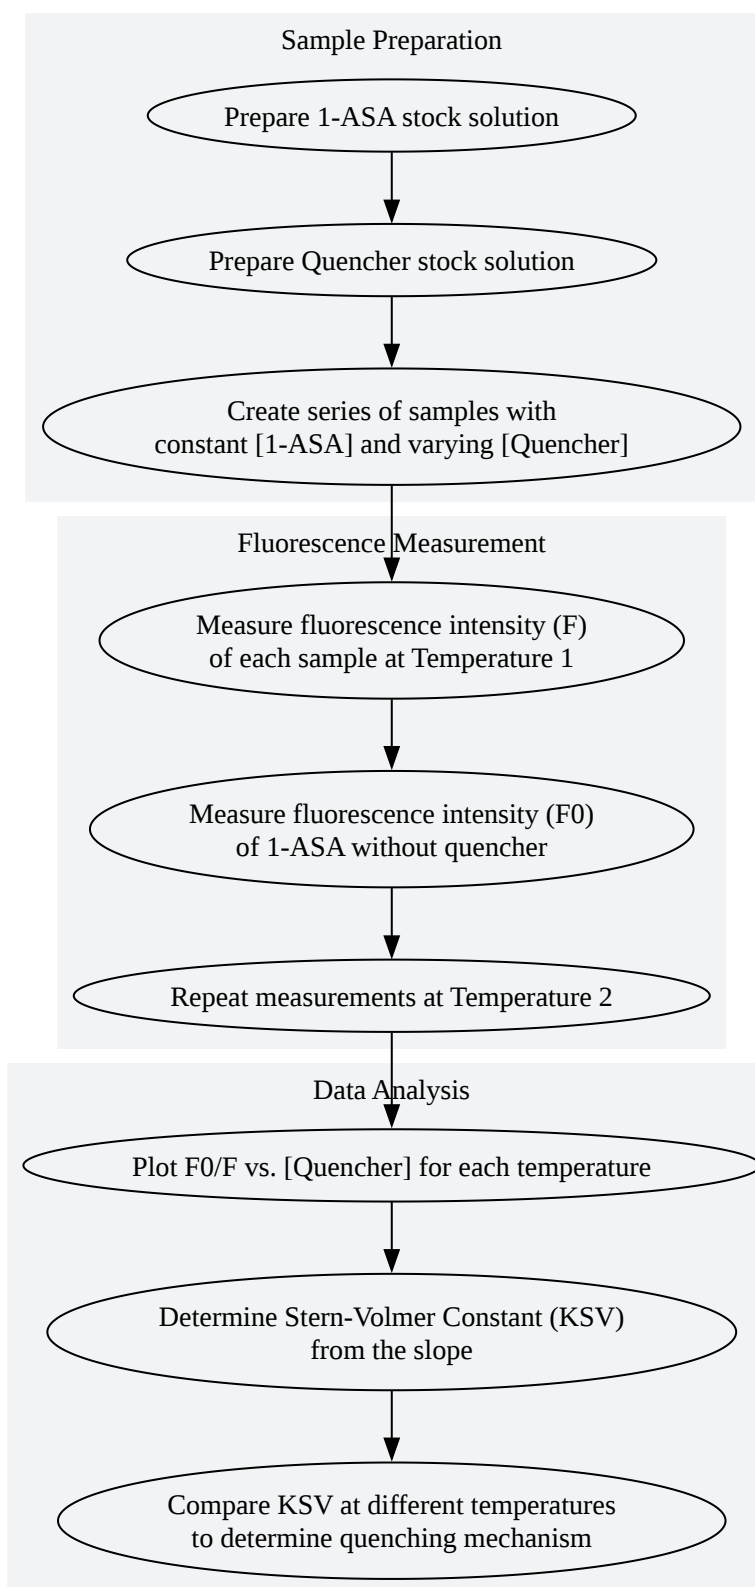 Sample Preparation
Prepare 1-ASA stock solution
Prepare Quencher stock solution
Create series of samples with
constant [1-ASA] and varying [Quencher]
Fluorescence Measurement
Measure fluorescence intensity (F)
of each sample at Temperature 1
Measure fluorescence intensity (F0)
of 1-ASA without quencher
Repeat measurements at Temperature 2
Data Analysis
Plot F0/F vs. [Quencher] for each temperature
Determine Stern-Volmer Constant (KSV)
from the slope
Compare KSV at different temperatures
to determine quenching mechanism